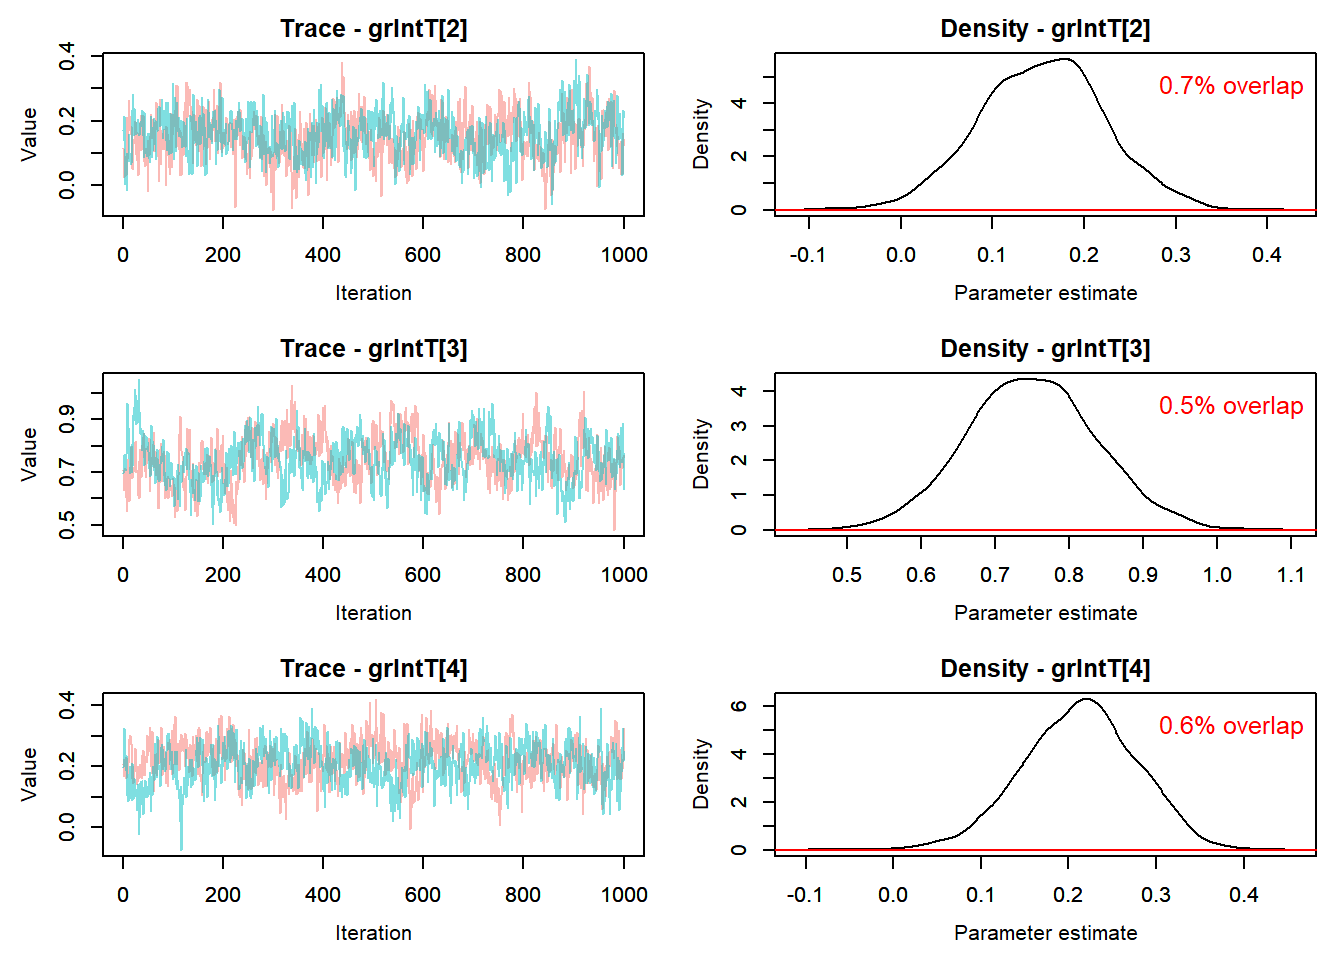 Trace - grIntT[2]
Value
0.0 0.2 0.4
0 200 400 600 800 1000
Iteration
Density - grIntT[2]
0.7% overlap
Density
0 2 4
-0.1 0.0 0.1 0.2 0.3 0.4
Parameter estimate
Trace - grIntT[3]
Value
0.5 0.7 0.9
0 200 400 600 800 1000
Iteration
Density - grIntT[3]
0.5% overlap
Density
0 1 2 3 4
0.5 0.6 0.7 0.8 0.9 1.0 1.1
Parameter estimate
Trace - grIntT[4]
Value
0.0 0.2 0.4
0 200 400 600 800 1000
Iteration
Density - grIntT[4]
0.6% overlap
Density
0 2 4 6
-0.1 0.0 0.1 0.2 0.3 0.4
Parameter estimate